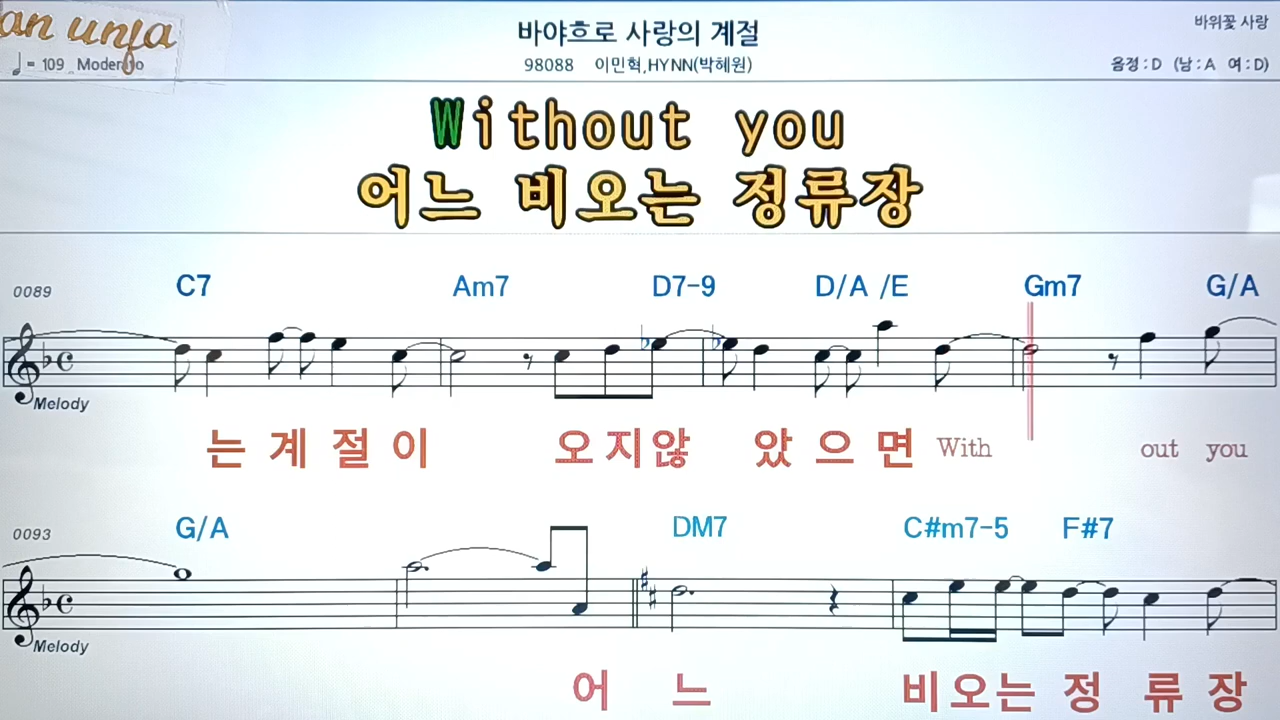 an unja
바야흐로 사랑의 계절
바위꽃 사랑
♩= 109 Moderato
98088 이민혁,HYNN(박혜원)
음정:D (남:A 여:D)
Without you
어느 비오는 정류장
0089 C7 Am7 D7-9 D/A /E Gm7 G/A
Melody
는 계 절 이 오 지 않 았 으 면 With out you
0093 G/A DM7 C#m7-5 F#7
Melody
어 느 비 오 는 정 류 장